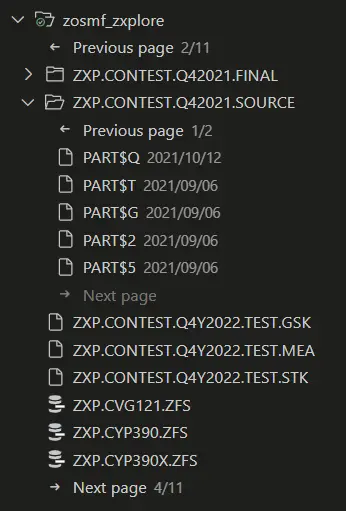 zosmf_zxplore
Previous page 2/11
ZXP.CONTEST.Q42021.FINAL
ZXP.CONTEST.Q42021.SOURCE
Previous page 1/2
PART$Q 2021/10/12
PART$T 2021/09/06
PART$G 2021/09/06
PART$2 2021/09/06
PART$5 2021/09/06
Next page
ZXP.CONTEST.Q4Y2022.TEST.GSK
ZXP.CONTEST.Q4Y2022.TEST.MEA
ZXP.CONTEST.Q4Y2022.TEST.STK
ZXP.CVG121.ZFS
ZXP.CYP390.ZFS
ZXP.CYP390X.ZFS
Next page 4/11